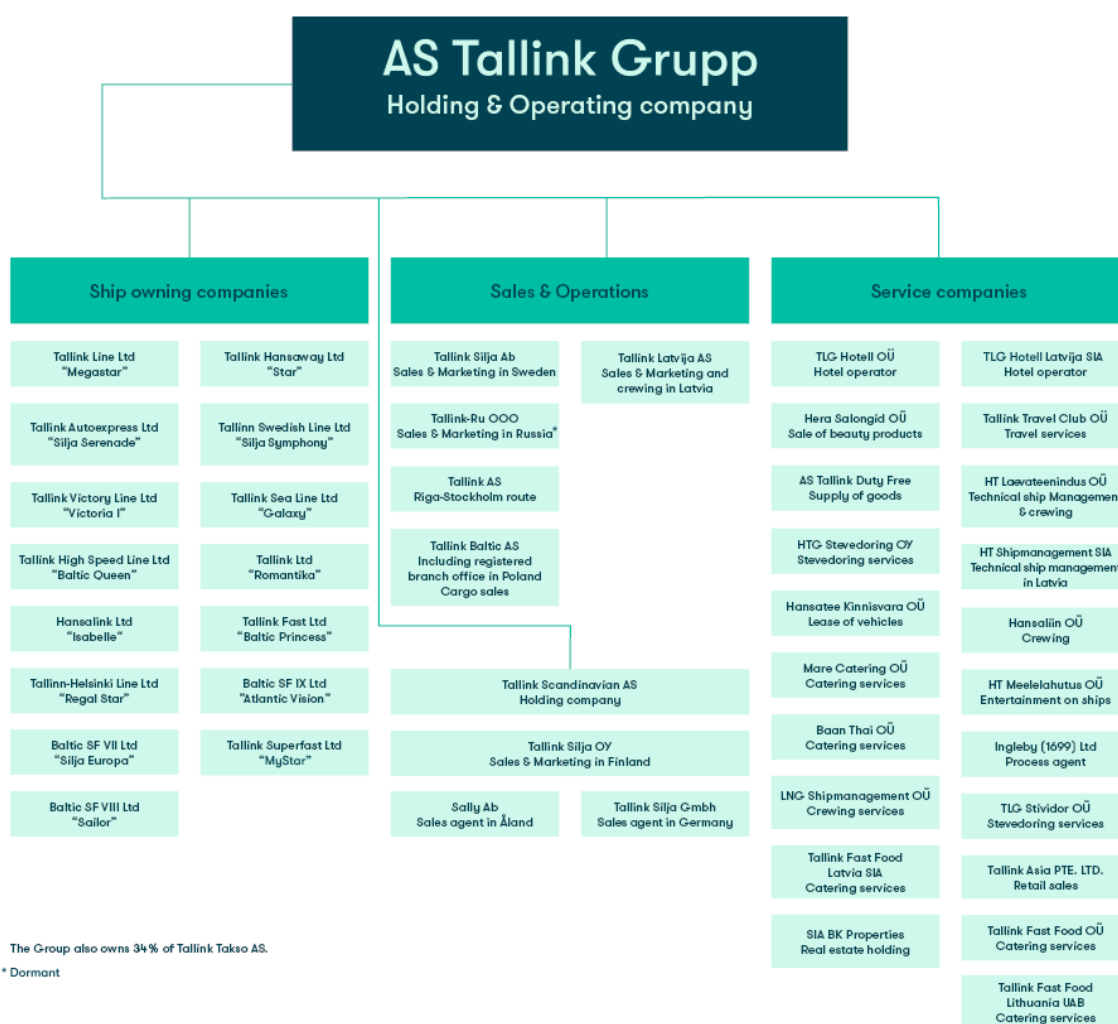 AS Tallink Grupp
Holding & Operating company
Ship owning companies
Tallink Line Ltd
“Megastar”
Tallink Hansaway Ltd
“Star”
Tallink Autoexpress Ltd
“Silja Serenade”
Tallinn Swedish Line Ltd
“Silja Symphony”
Tallink Victory Line Ltd
“Victoria I”
Tallink Sea Line Ltd
“Galaxy”
Tallink High Speed Line Ltd
“Baltic Queen”
Tallink Ltd
“Romantika”
Hansalink Ltd
“Isabelle“
Tallink Fast Ltd
“Baltic Princess”
Tallinn-Helsinki Line Ltd
“Regal Star”
Baltic SF IX Ltd
”Atlantic Vision”
Baltic SF VII Ltd
“Silja Europa”
Tallink Superfast Ltd
“MyStar”
Baltic SF VIII Ltd
“Sailor”
Sales & Operations
Tallink Silja Ab
Sales & Marketing in Sweden
Tallink Latvija AS
Sales & Marketing and
crewing in Latvia
Tallink-Ru OOO
Sales & Marketing in Russia*
Tallink AS
Riga-Stockholm route
Tallink Baltic AS
Including registered
branch office in Poland
Cargo sales
Tallink Scandinavian AS
Holding company
Tallink Silja OY
Sales & Marketing in Finland
Sally Ab
Sales agent in Åland
Tallink Silja Gmbh
Sales agent in Germany
Service companies
TLG Hotell OÜ
Hotel operator
TLG Hotell Latvija SIA
Hotel operator
Hera Salongid OÜ
Sale of beauty products
Tallink Travel Club OÜ
Travel services
AS Tallink Duty Free
Supply of goods
HT Laevateenindus OÜ
Technical ship Management
& crewing
HTG Stevedoring OY
Stevedoring services
HT Shipmanagement SIA
Technical ship management
in Latvia
Hansatee Kinnisvara OÜ
Lease of vehicles
Hansaliin OÜ
Crewing
Mare Catering OÜ
Catering services
HT Meelelahutus OÜ
Entertainment on ships
Baan Thai OÜ
Catering services
Ingleby (1699) Ltd
Process agent
LNG Shipmanagement OÜ
Crewing services
TLG Stividor OÜ
Stevedoring services
Tallink Fast Food
Latvia SIA
Catering services
Tallink Asia PTE. LTD.
Retail sales
SIA BK Properties
Real estate holding
Tallink Fast Food OÜ
Catering services
Tallink Fast Food
Lithuania UAB
Catering services
The Group also owns 34% of Tallink Takso AS.
* Dormant